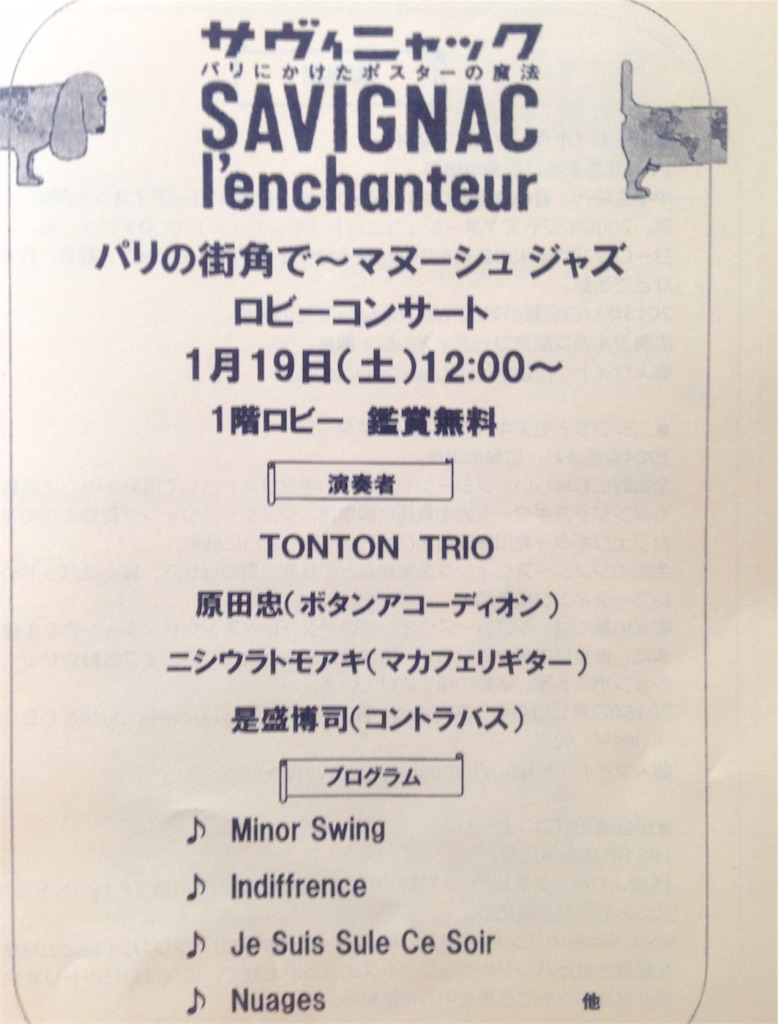 サヴィニャック
パリにかけたポスターの魔法
SAVIGNAC
l'enchanteur
パリの街角で～マヌーシュ ジャズ
ロビーコンサート
1月19日(土)12:00～
1階ロビー 鑑賞無料
演奏者
TONTON TRIO
原田忠(ボタンアコーディオン)
ニシウラトモアキ(マカフェリギター)
是盛博司(コントラバス)
プログラム
♪ Minor Swing
♪ Indiffrence
♪ Je Suis Sule Ce Soir
♪ Nuages 他